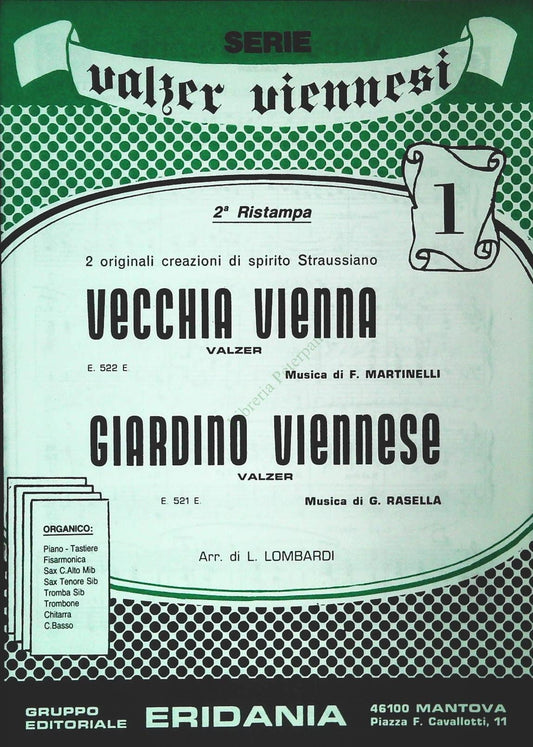 SERIE
valzer viennesi
1
2ª Ristampa
2 originali creazioni di spirito Straussiano
VECCHIA VIENNA
VALZER
E. 522 E.
Musica di F. MARTINELLI
GIARDINO VIENNESE
VALZER
E. 521 E.
Musica di G. RASELLA
Arr. di L. LOMBARDI
ORGANICO:
Piano - Tastiere
Fisarmonica
Sax C.Alto Mib
Sax Tenore Sib
Tromba Sib
Trombone
Chitarra
C.Basso
GRUPPO
EDITORIALE
ERIDANIA
46100 MANTOVA
Piazza F. Cavallotti, 11